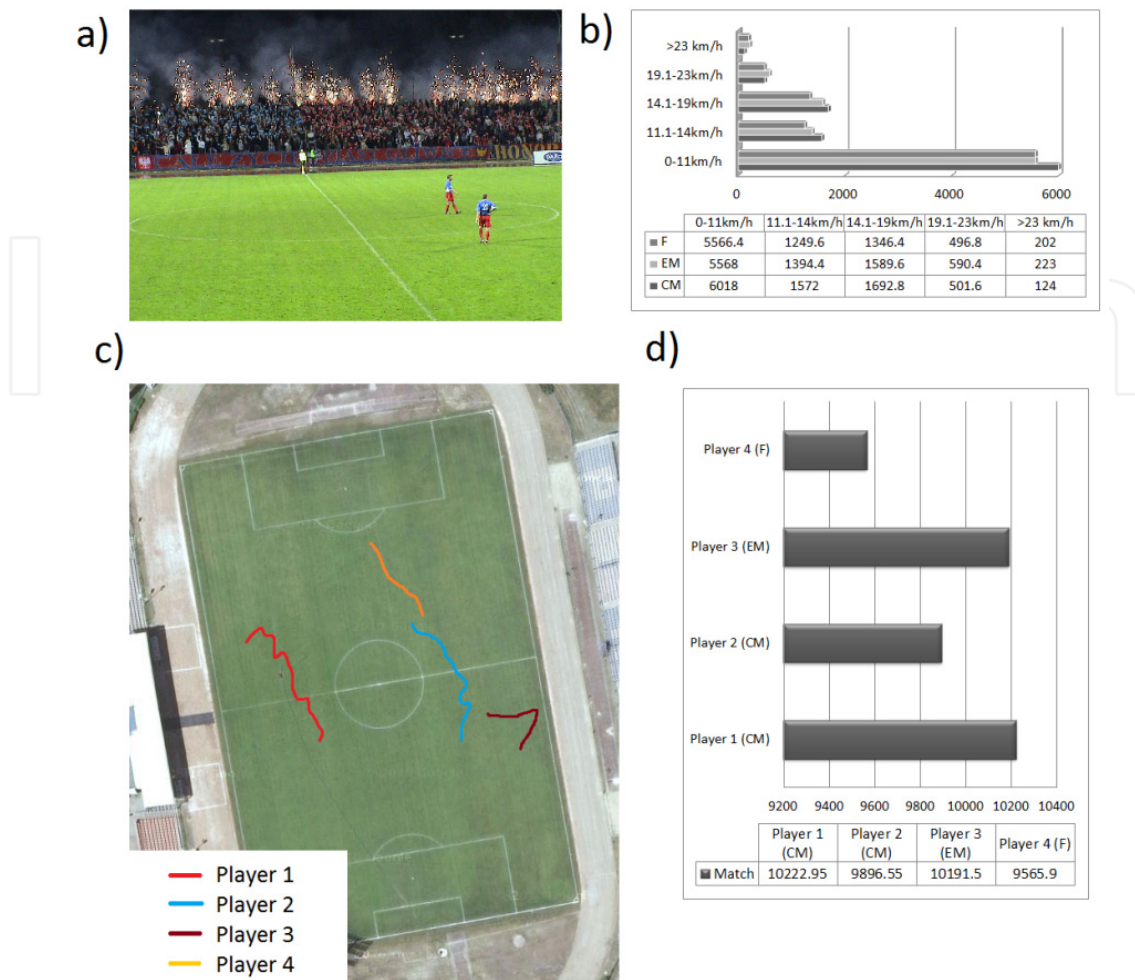 a)
b)
>23 km/h
19.1-23km/h
14.1-19km/h
11.1-14km/h
0-11km/h
0 2000 4000 6000
0-11km/h 11.1-14km/h 14.1-19km/h 19.1-23km/h >23 km/h
F 5566.4 1249.6 1346.4 496.8 202
EM 5568 1394.4 1589.6 590.4 223
CM 6018 1572 1692.8 501.6 124
c)
Player 1
Player 2
Player 3
Player 4
d)
Player 4 (F)
Player 3 (EM)
Player 2 (CM)
Player 1 (CM)
9200 9400 9600 9800 10000 10200 10400
Player 1 (CM) Player 2 (CM) Player 3 (EM) Player 4 (F)
Match 10222.95 9896.55 10191.5 9565.9